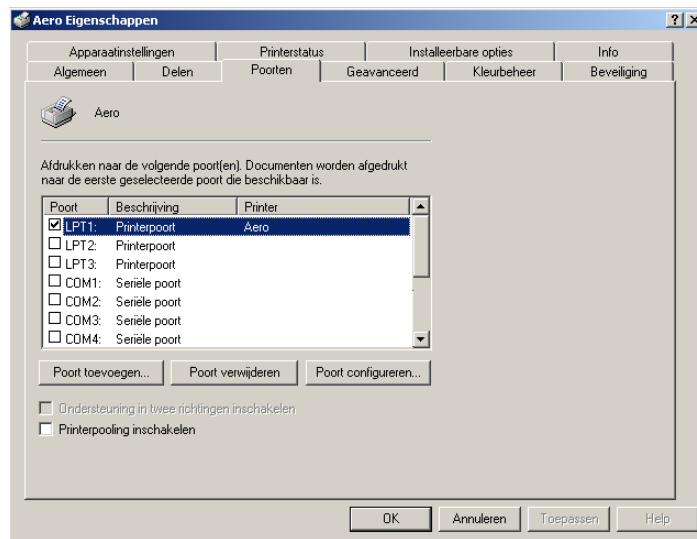 Aero Eigenschappen
Apparaatinstellingen Printerstatus Installeerbare opties Info
Algemeen Delen Poorten Geavanceerd Kleurbeheer Beveiliging
Aero
Afdrukken naar de volgende poort(en). Documenten worden afgedrukt
naar de eerste geselecteerde poort die beschikbaar is.
Poort Beschrijving Printer
LPT1: Printerpoort Aero
LPT2: Printerpoort
LPT3: Printerpoort
COM1: Seriële poort
COM2: Seriële poort
COM3: Seriële poort
COM4: Seriële poort
Poort toevoegen... Poort verwijderen Poort configureren...
Ondersteuning in twee richtingen inschakelen
Printerpooling inschakelen
OK Annuleren Toepassen Help